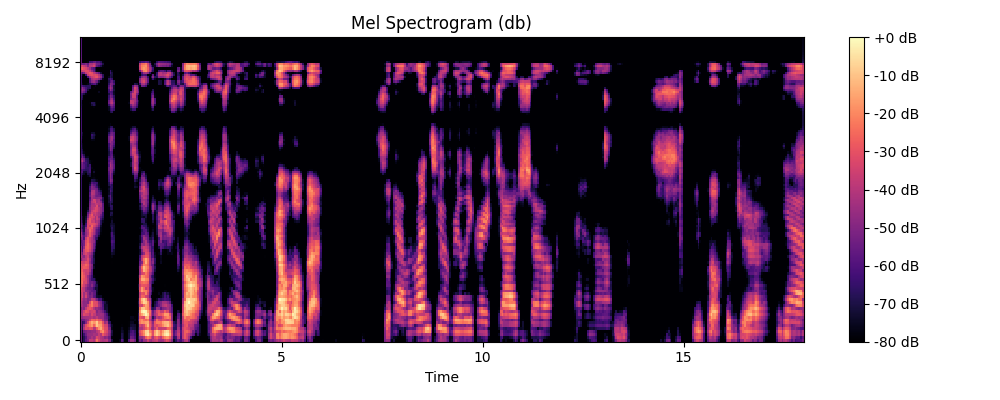 Mel Spectrogram (db)
Hz
8192
4096
2048
1024
512
0
0 5 10 15
Time
+0 dB
-10 dB
-20 dB
-30 dB
-40 dB
-50 dB
-60 dB
-70 dB
-80 dB